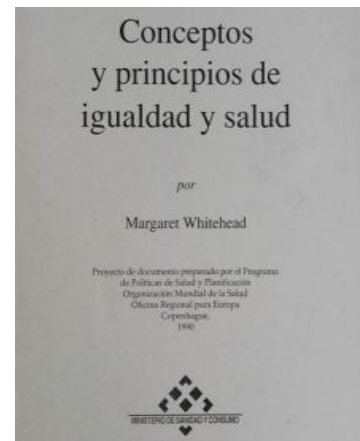 Conceptos
y principios de
igualdad y salud
por
Margaret Whitehead
Proyecto de documento preparado por el Programa
de Políticas de Salud y Planificación
Organización Mundial de la Salud
Oficina Regional para Europa
Copenhague,
1990
MINISTERIO DE SANIDAD Y CONSUMO